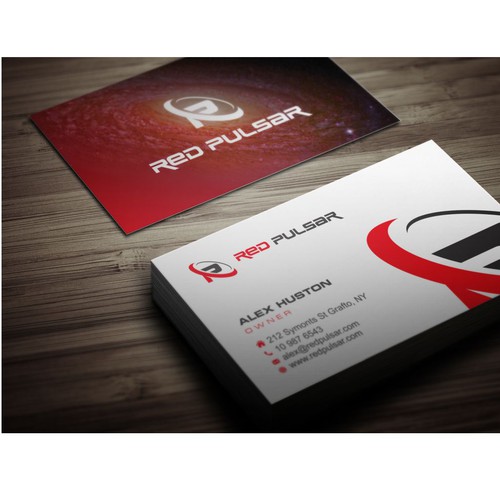 RED PULSAR
RED PULSAR
ALEX HUSTON
OWNER
212 Symonts St Grafto, NY
10 987 6543
alex@redpulsar.com
www.redpulsar.com